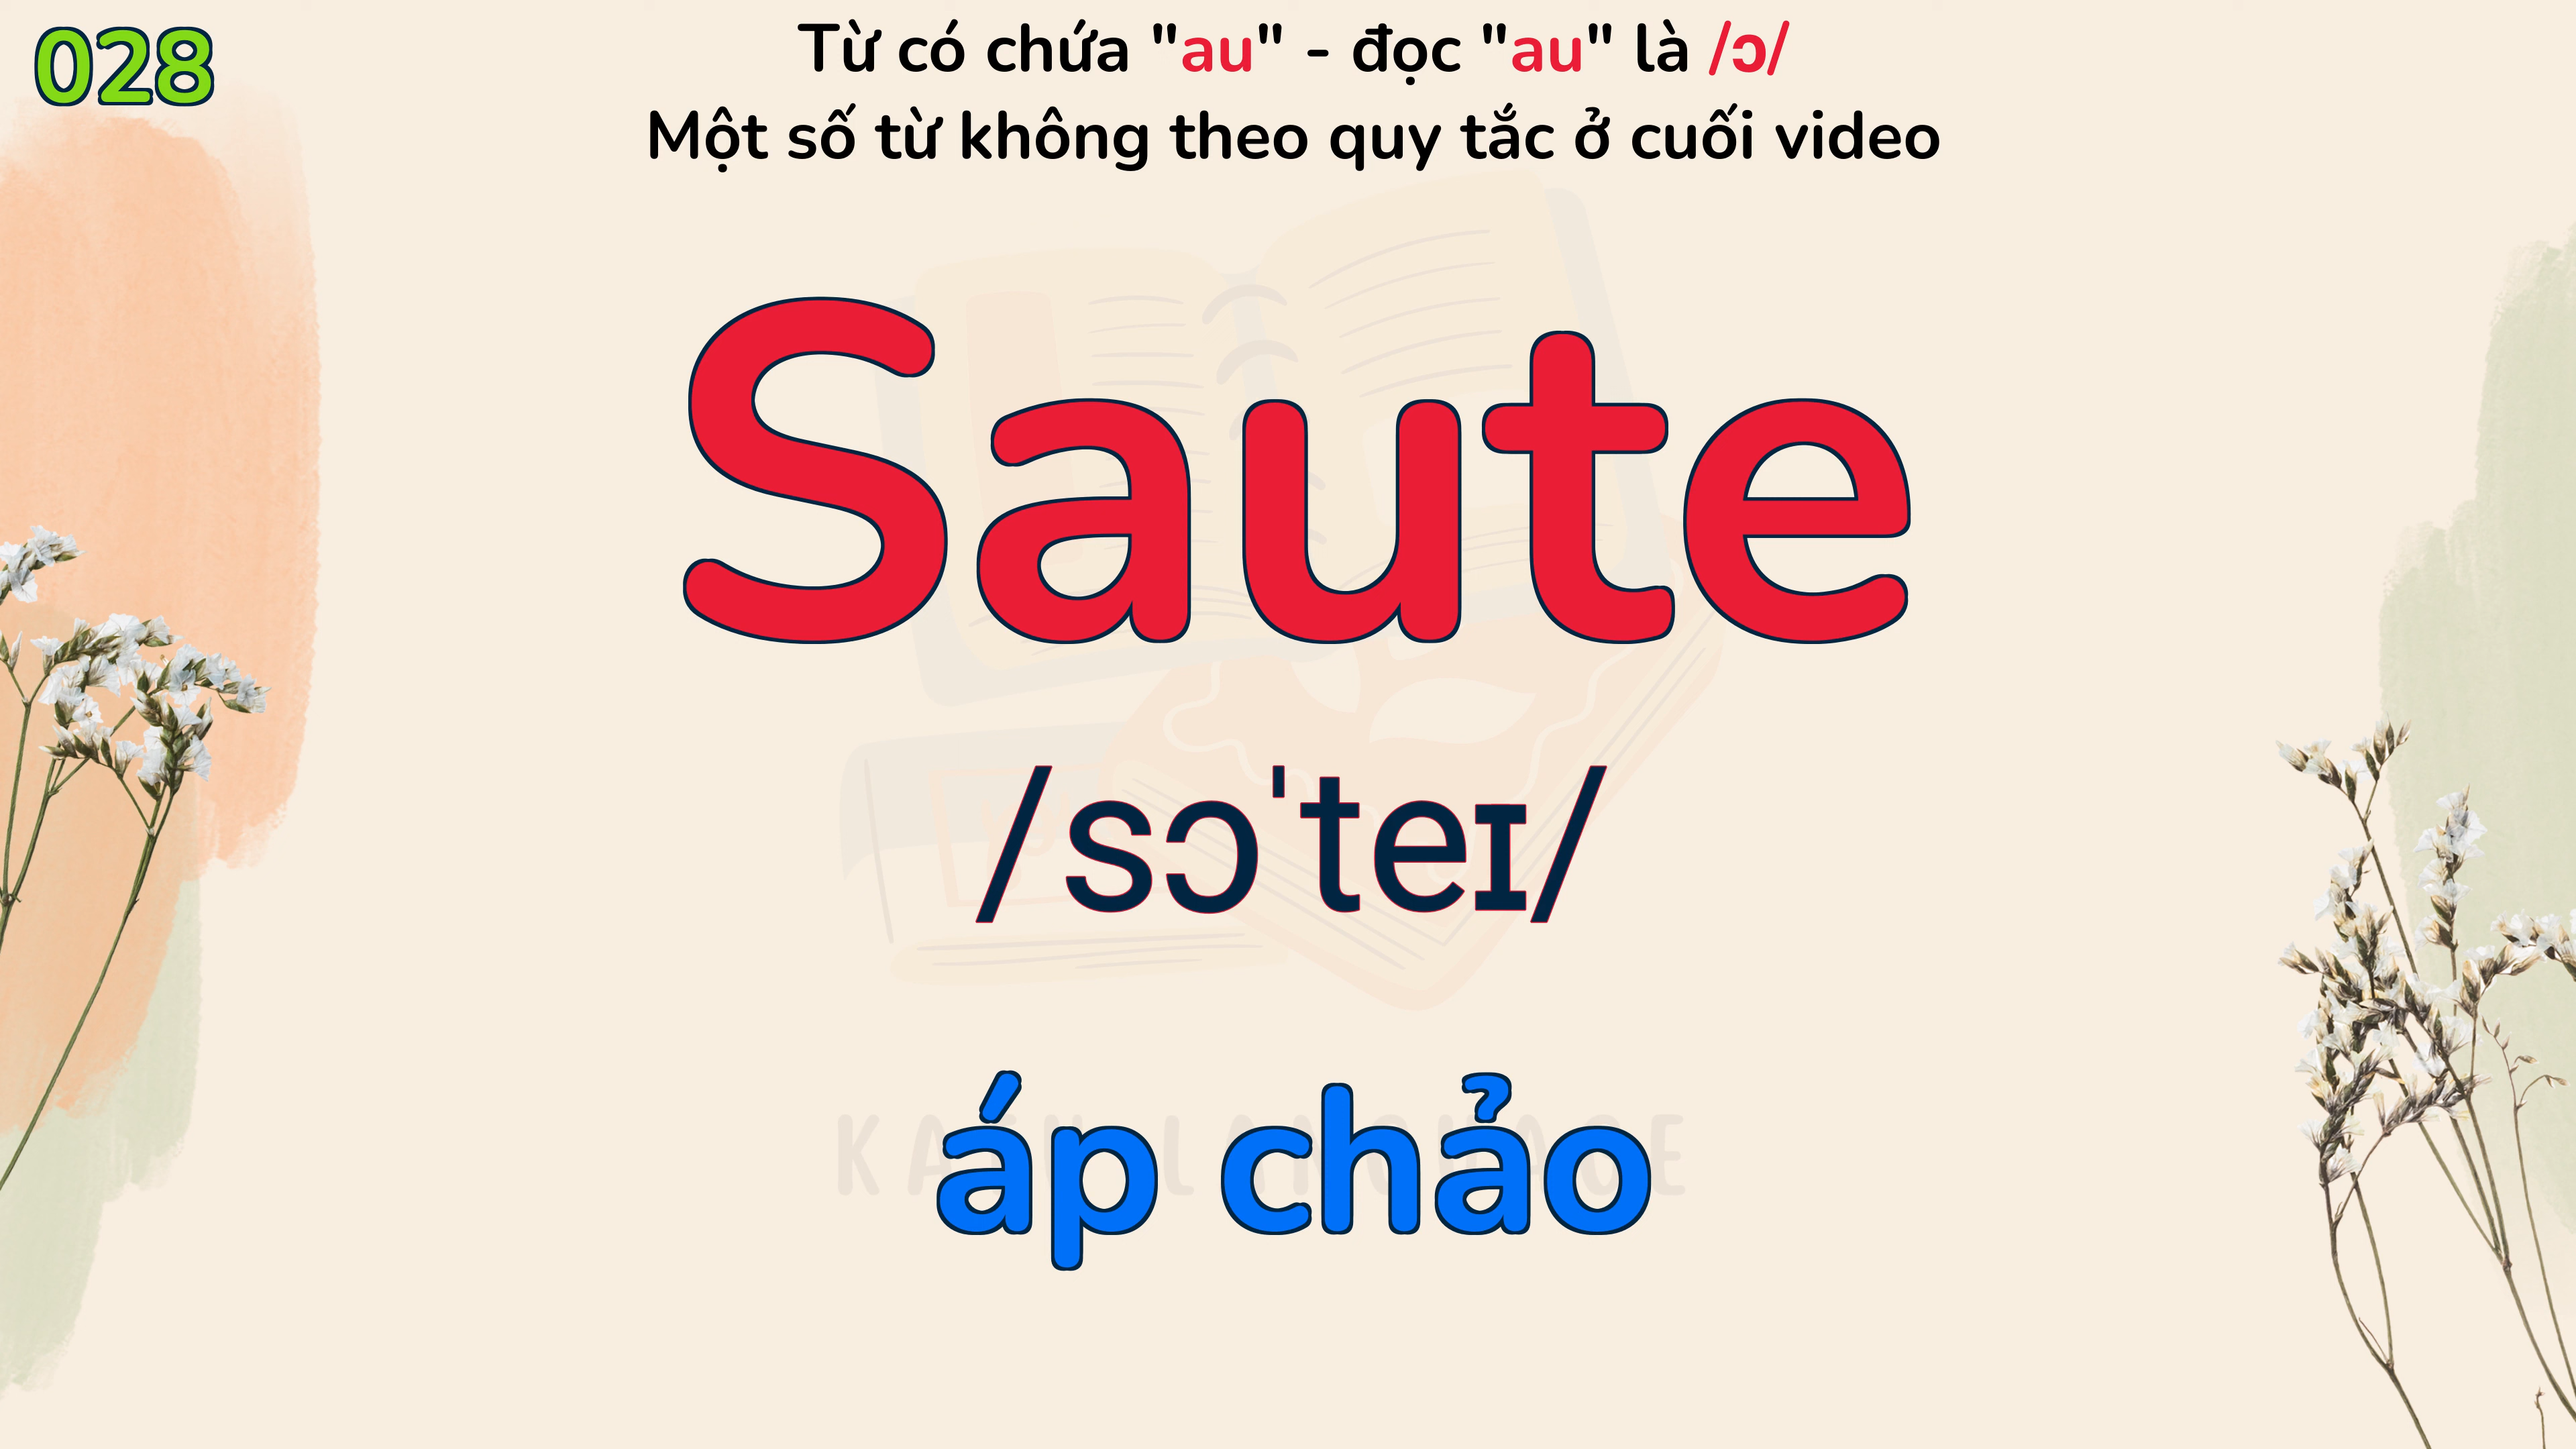 028
Từ có chứa "au" - đọc "au" là /ɔ/
Một số từ không theo quy tắc ở cuối video
Saute
/sɔˈteɪ/
áp chảo